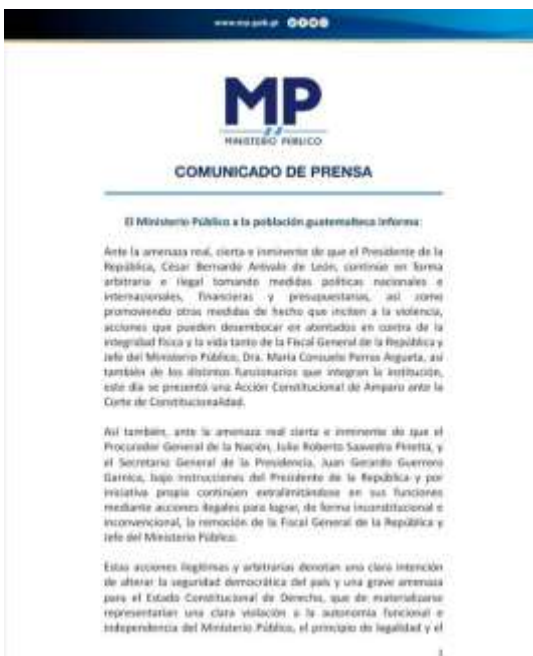 www.mp.gob.gt
MP
MINISTERIO PÚBLICO
COMUNICADO DE PRENSA
El Ministerio Público a la población guatemalteca informa:
Ante la amenaza real, cierta e inminente de que el Presidente de la
República, César Bernardo Arévalo de León, continúe en forma
arbitraria e ilegal tomando medidas políticas nacionales e
internacionales, financieras y presupuestarias, así como
promoviendo otras medidas de hecho que inciten a la violencia,
acciones que pueden desembocar en atentados en contra de la
integridad física y la vida tanto de la Fiscal General de la República y
Jefe del Ministerio Público, Dra. María Consuelo Porras Argueta, así
también de los distintos funcionarios que integran la institución,
este día se presentó una Acción Constitucional de Amparo ante la
Corte de Constitucionalidad.
Así también, ante la amenaza real cierta e inminente de que el
Procurador General de la Nación, Julio Roberto Saavedra Pinetta, y
el Secretario General de la Presidencia, Juan Gerardo Guerrero
Garnica, bajo instrucciones del Presidente de la República y por
iniciativa propia continúen extralimitándose en sus funciones
mediante acciones ilegales para lograr, de forma inconstitucional e
inconvencional, la remoción de la Fiscal General de la República y
Jefe del Ministerio Público.
Estas acciones ilegítimas y arbitrarias denotan una clara intención
de alterar la seguridad democrática del país y una grave amenaza
para el Estado Constitucional de Derecho, que de materializarse
representarían una clara violación a la autonomía funcional e
independencia del Ministerio Público, el principio de legalidad y el
1